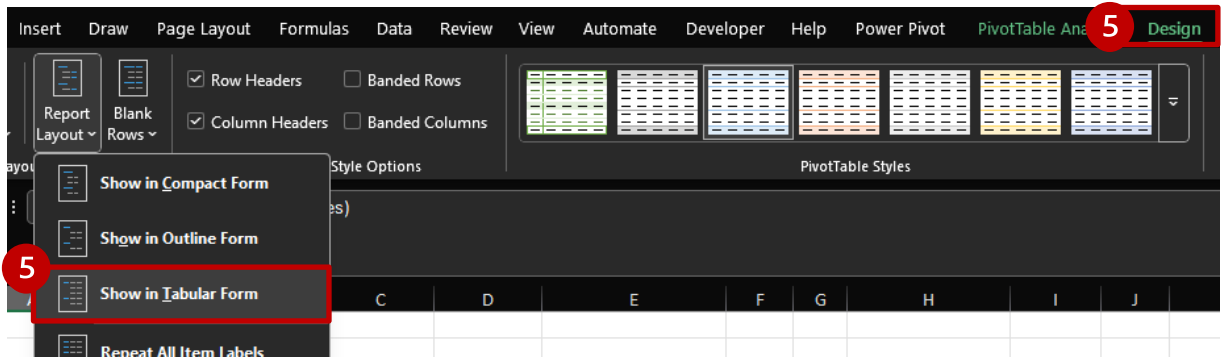 Insert Draw Page Layout Formulas Data Review View Automate Developer Help Power Pivot PivotTable Ana 5 Design
Report Layout
Blank Rows
Row Headers
Banded Rows
Column Headers
Banded Columns
Style Options
PivotTable Styles
Show in Compact Form
es)
Show in Outline Form
5
Show in Tabular Form
C D E F G H I J
Repeat All Item Labels